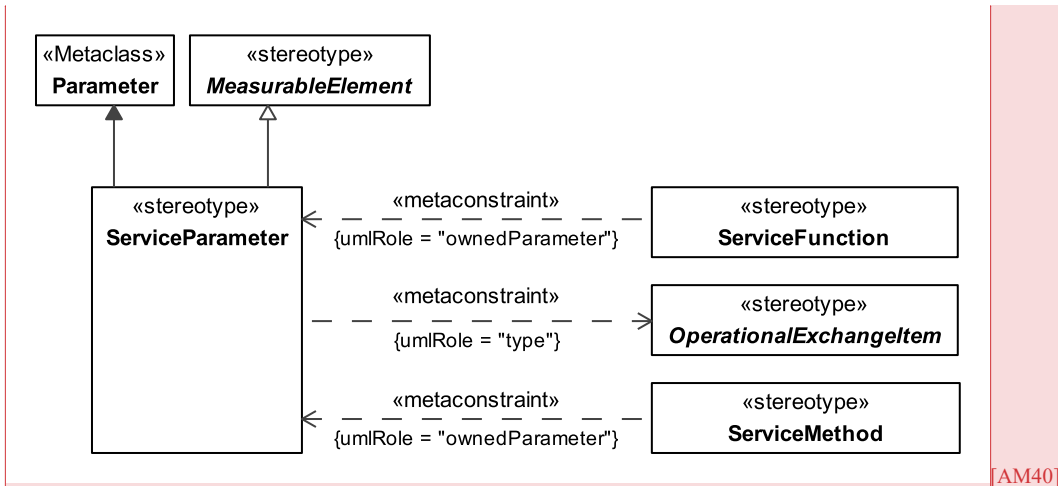 «Metaclass»
Parameter
«stereotype»
MeasurableElement
«stereotype»
ServiceParameter
«metaconstraint»
{umlRole = "ownedParameter"}
«stereotype»
ServiceFunction
«metaconstraint»
{umlRole = "type"}
«stereotype»
OperationalExchangeItem
«metaconstraint»
{umlRole = "ownedParameter"}
«stereotype»
ServiceMethod
[AM40]